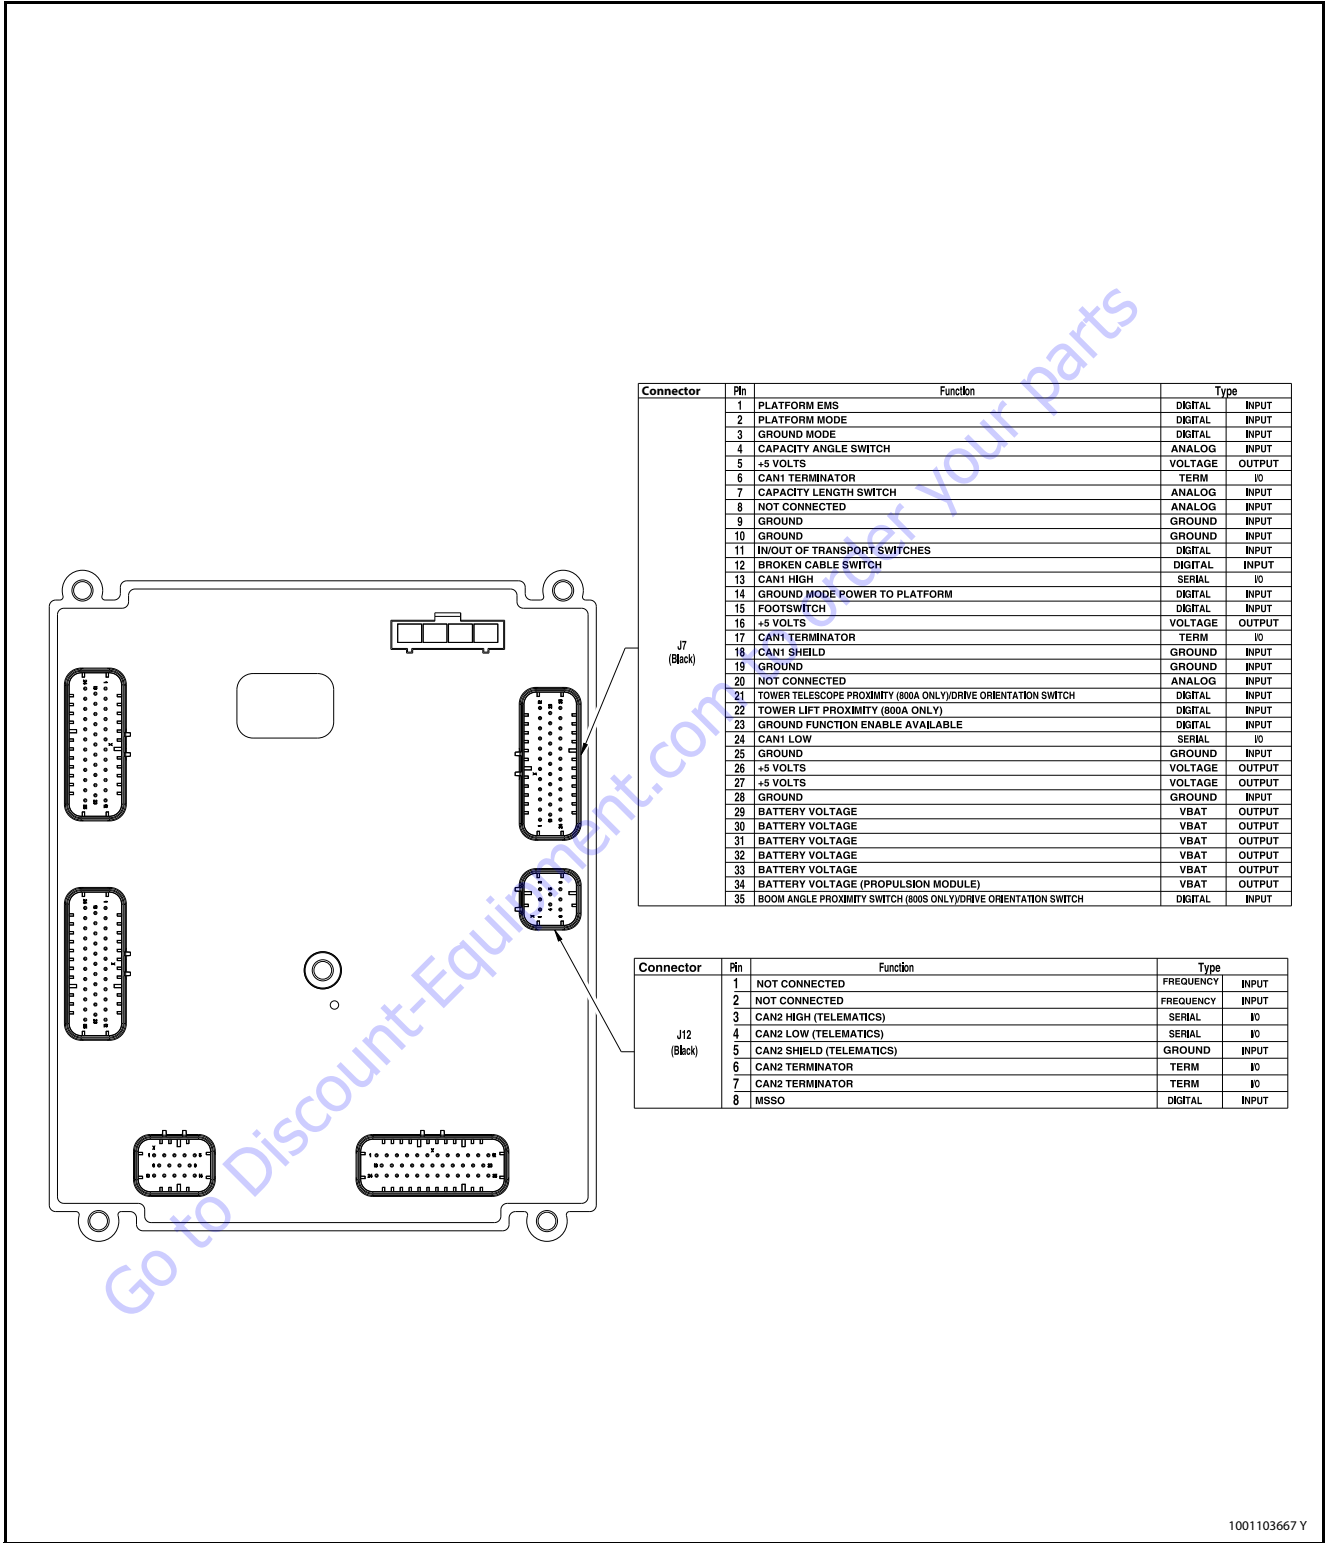 Connector Pin Function Type
J7
(Black)
1 PLATFORM EMS DIGITAL INPUT
2 PLATFORM MODE DIGITAL INPUT
3 GROUND MODE DIGITAL INPUT
4 CAPACITY ANGLE SWITCH ANALOG INPUT
5 +5 VOLTS VOLTAGE OUTPUT
6 CAN1 TERMINATOR TERM I/O
7 CAPACITY LENGTH SWITCH ANALOG INPUT
8 NOT CONNECTED ANALOG INPUT
9 GROUND GROUND INPUT
10 GROUND GROUND INPUT
11 IN/OUT OF TRANSPORT SWITCHES DIGITAL INPUT
12 BROKEN CABLE SWITCH DIGITAL INPUT
13 CAN1 HIGH SERIAL I/O
14 GROUND MODE POWER TO PLATFORM DIGITAL INPUT
15 FOOTSWITCH DIGITAL INPUT
16 +5 VOLTS VOLTAGE OUTPUT
17 CAN1 TERMINATOR TERM I/O
18 CAN1 SHEILD GROUND INPUT
19 GROUND GROUND INPUT
20 NOT CONNECTED ANALOG INPUT
21 TOWER TELESCOPE PROXIMITY (800A ONLY)/DRIVE ORIENTATION SWITCH DIGITAL INPUT
22 TOWER LIFT PROXIMITY (800A ONLY) DIGITAL INPUT
23 GROUND FUNCTION ENABLE AVAILABLE DIGITAL INPUT
24 CAN1 LOW SERIAL I/O
25 GROUND GROUND INPUT
26 +5 VOLTS VOLTAGE OUTPUT
27 +5 VOLTS VOLTAGE OUTPUT
28 GROUND GROUND INPUT
29 BATTERY VOLTAGE VBAT OUTPUT
30 BATTERY VOLTAGE VBAT OUTPUT
31 BATTERY VOLTAGE VBAT OUTPUT
32 BATTERY VOLTAGE VBAT OUTPUT
33 BATTERY VOLTAGE VBAT OUTPUT
34 BATTERY VOLTAGE (PROPULSION MODULE) VBAT OUTPUT
35 BOOM ANGLE PROXIMITY SWITCH (800S ONLY)/DRIVE ORIENTATION SWITCH DIGITAL INPUT
Connector Pin Function Type
J12
(Black)
1 NOT CONNECTED FREQUENCY INPUT
2 NOT CONNECTED FREQUENCY INPUT
3 CAN2 HIGH (TELEMATICS) SERIAL I/O
4 CAN2 LOW (TELEMATICS) SERIAL I/O
5 CAN2 SHIELD (TELEMATICS) GROUND INPUT
6 CAN2 TERMINATOR TERM I/O
7 CAN2 TERMINATOR TERM I/O
8 MSSO DIGITAL INPUT
Go to Discount-Equipment.com to order your parts
1001103667 Y